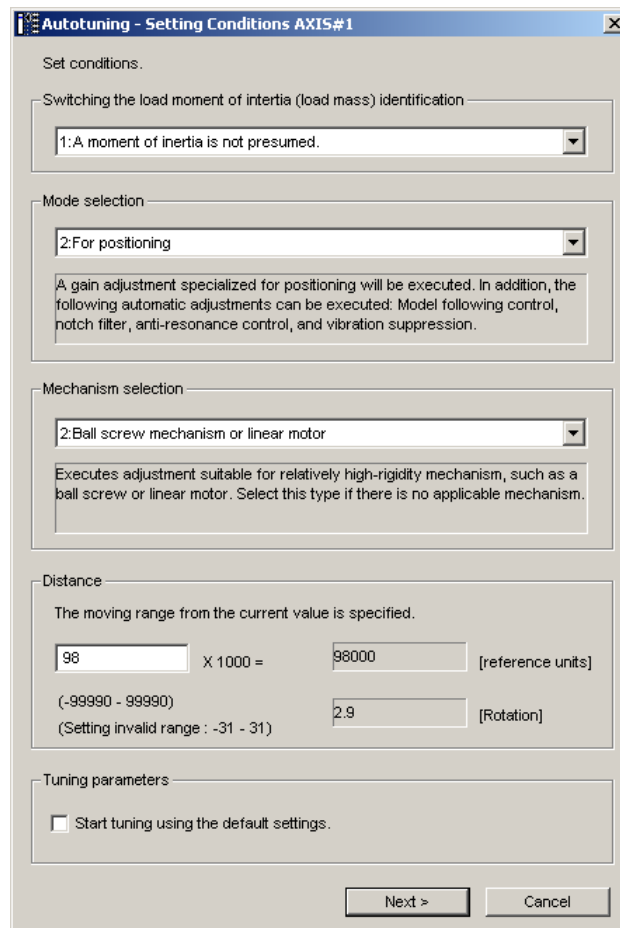 Autotuning - Setting Conditions AXIS#1
Set conditions.
Switching the load moment of inertia (load mass) identification
1:A moment of inertia is not presumed.
Mode selection
2:For positioning
A gain adjustment specialized for positioning will be executed. In addition, the
following automatic adjustments can be executed: Model following control,
notch filter, anti-resonance control, and vibration suppression.
Mechanism selection
2:Ball screw mechanism or linear motor
Executes adjustment suitable for relatively high-rigidity mechanism, such as a
ball screw or linear motor. Select this type if there is no applicable mechanism.
Distance
The moving range from the current value is specified.
98 X 1000 = 98000 [reference units]
(-99990 - 99990)
2.9 [Rotation]
(Setting invalid range : -31 - 31)
Tuning parameters
Start tuning using the default settings.
Next > Cancel